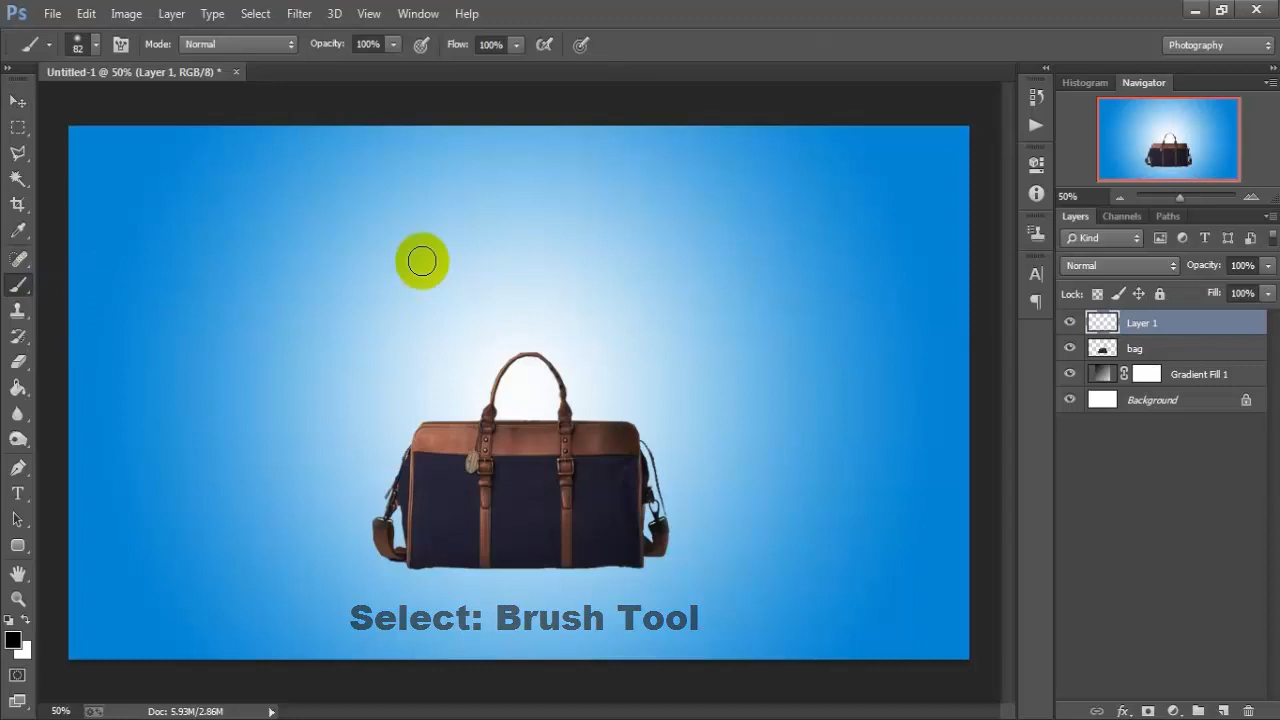 Ps File Edit Image Layer Type Select Filter 3D View Window Help
82 Mode: Normal Opacity: 100% Flow: 100% Photography
Untitled-1 @ 50% (Layer 1, RGB/8) * ×
Histogram Navigator
50%
Layers Channels Paths
Kind T
Normal Opacity: 100%
Lock: Fill: 100%
Layer 1
bag
Gradient Fill 1
Background
A
T
Select: Brush Tool
50% Doc: 5.93M/2.86M
fx